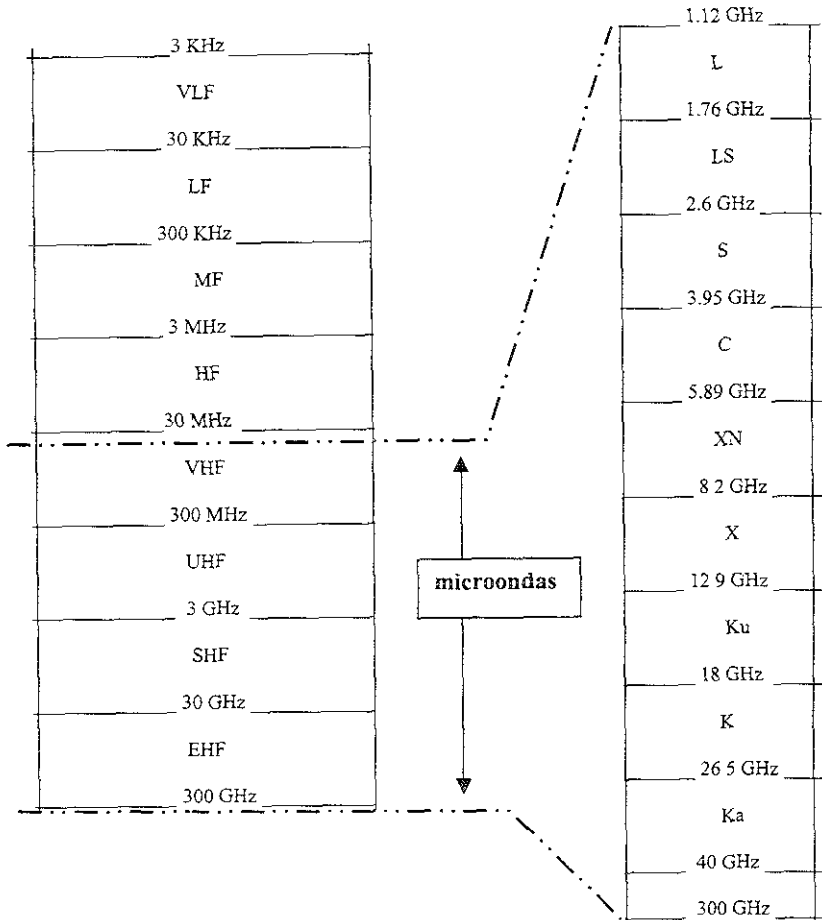 3 KHz
VLF
30 KHz
LF
300 KHz
MF
3 MHz
HF
30 MHz
VHF
300 MHz
UHF
3 GHz
SHF
30 GHz
EHF
300 GHz
microondas
1.12 GHz
L
1.76 GHz
LS
2.6 GHz
S
3.95 GHz
C
5.89 GHz
XN
8 2 GHz
X
12 9 GHz
Ku
18 GHz
K
26 5 GHz
Ka
40 GHz
300 GHz